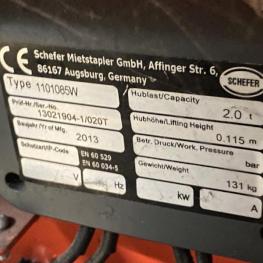 CE Schefer Mietstapler GmbH, Affinger Str. 6,
86167 Augsburg, Germany
SCHEFER
Type 1101085W
Hublast/Capacity 2.0 t
Prüf-Nr./Ser.-No. 13021904-1/020T
Hubhöhe/Lifting Height 0.115 m
Baujahr/Yr of Mfg. 2013
Betr. Druck/Work. Pressure bar
Schutzart/IP-Code EN 60 529
EN 60 034-5
Gewicht/Weight 131 kg
V Hz kW A